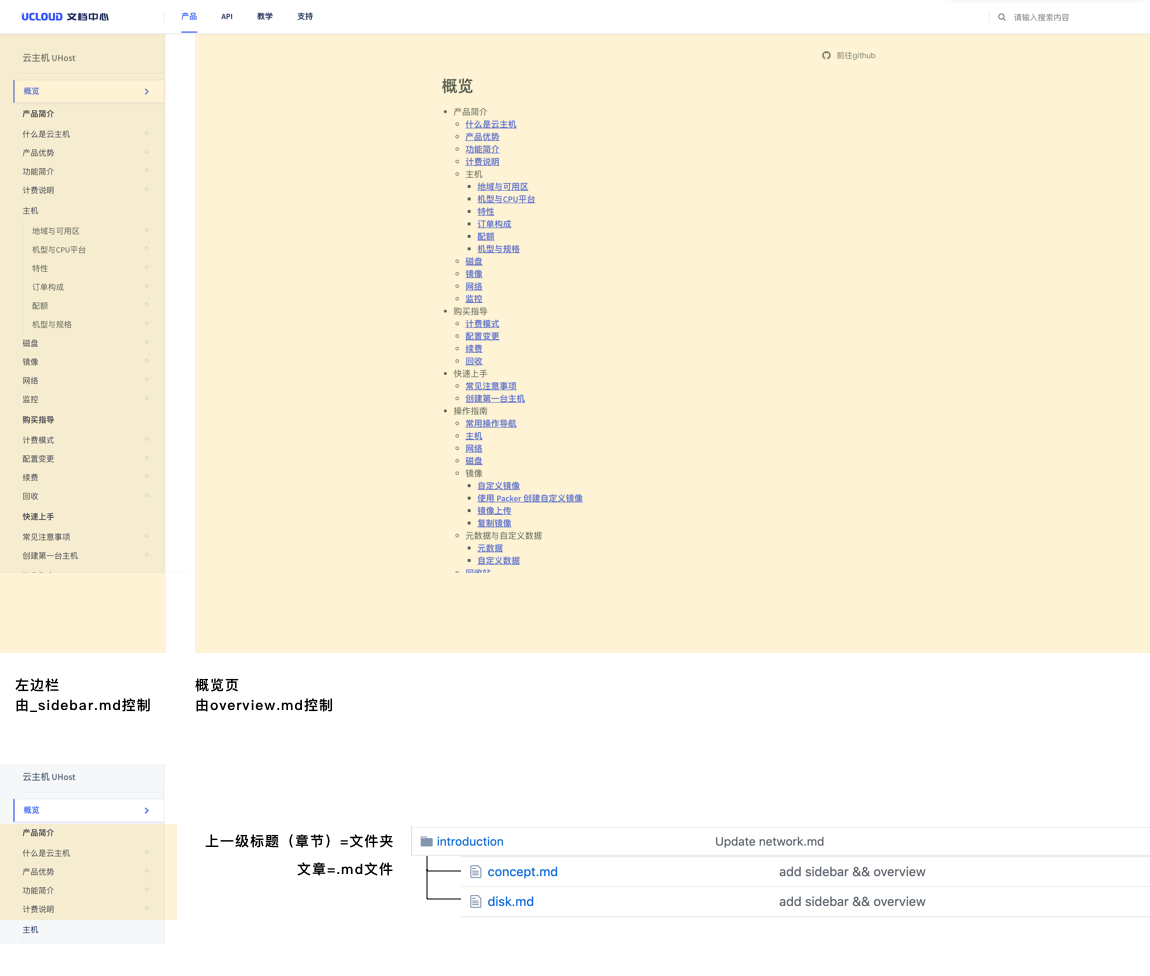 UCLOUD 文档中心
产品
API
教学
支持
请输入搜索内容
云主机 UHost
概览
产品简介
什么是云主机
产品优势
功能简介
计费说明
主机
地域与可用区
机型与CPU平台
特性
订单构成
配额
机型与规格
磁盘
镜像
网络
监控
购买指导
计费模式
配置变更
续费
回收
快速上手
常见注意事项
创建第一台主机
前往github
概览
产品简介
什么是云主机
产品优势
功能简介
计费说明
主机
地域与可用区
机型与CPU平台
特性
订单构成
配额
机型与规格
磁盘
镜像
网络
监控
购买指导
计费模式
配置变更
续费
回收
快速上手
常见注意事项
创建第一台主机
操作指南
常用操作导航
主机
网络
磁盘
镜像
自定义镜像
使用 Packer 创建自定义镜像
镜像上传
复制镜像
元数据与自定义数据
元数据
自定义数据
回收站
左边栏
由_sidebar.md控制
概览页
由overview.md控制
云主机 UHost
概览
产品简介
什么是云主机
产品优势
功能简介
计费说明
主机
上一级标题（章节）=文件夹
文章=.md文件
introduction
Update network.md
concept.md
add sidebar && overview
disk.md
add sidebar && overview